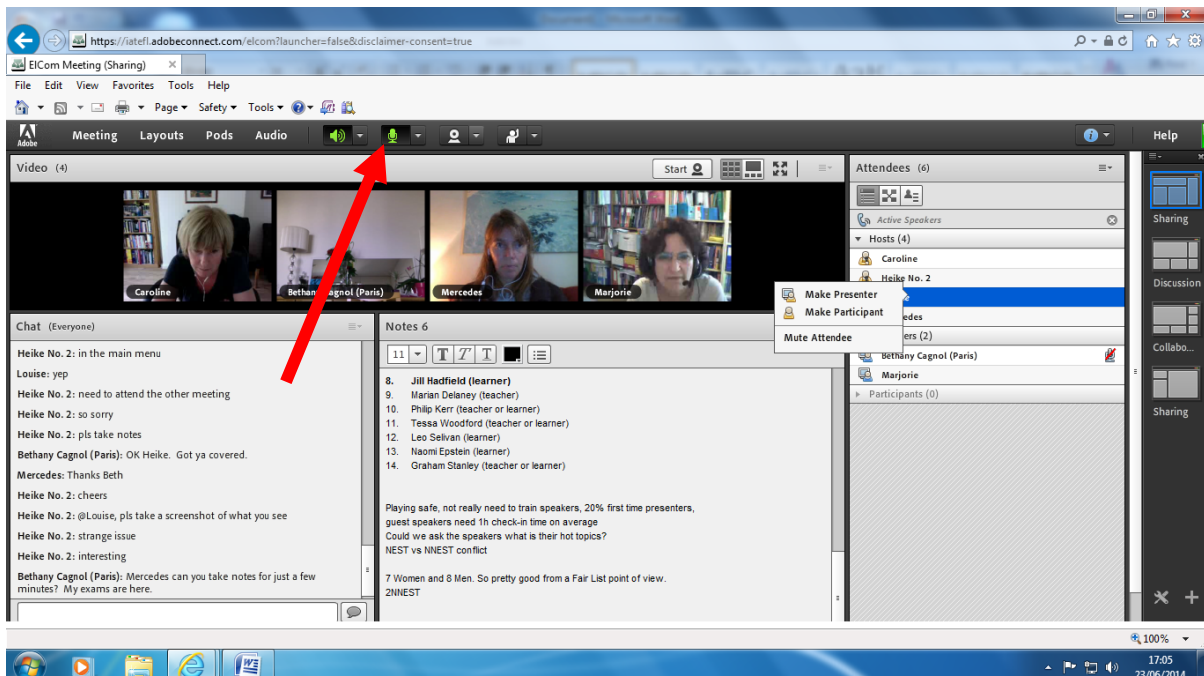 https://iatefl.adobeconnect.com/elcom?launcher=false&disclaimer-consent=true
ElCom Meeting (Sharing)
File Edit View Favorites Tools Help
Page Safety Tools
Adobe Meeting Layouts Pods Audio Help
Video (4)
Start
Caroline
Bethany Cagnol (Paris)
Mercedes
Marjorie
Attendees (6)
Active Speakers
Hosts (4)
Caroline
Heike No. 2
edes
ers (2)
Bethany Cagnol (Paris)
Marjorie
Participants (0)
Make Presenter
Make Participant
Mute Attendee
Sharing
Discussion
Collabo...
Sharing
Chat (Everyone)
Heike No. 2: in the main menu
Louise: yep
Heike No. 2: need to attend the other meeting
Heike No. 2: so sorry
Heike No. 2: pls take notes
Bethany Cagnol (Paris): OK Heike. Got ya covered.
Mercedes: Thanks Beth
Heike No. 2: cheers
Heike No. 2: @Louise, pls take a screenshot of what you see
Heike No. 2: strange issue
Heike No. 2: interesting
Bethany Cagnol (Paris): Mercedes can you take notes for just a few
minutes? My exams are here.
Notes 6
11 T T T
8. Jill Hadfield (learner)
9. Marian Delaney (teacher)
10. Philip Kerr (teacher or learner)
11. Tessa Woodford (teacher or learner)
12. Leo Selivan (learner)
13. Naomi Epstein (learner)
14. Graham Stanley (teacher or learner)
Playing safe, not really need to train speakers, 20% first time presenters,
guest speakers need 1h check-in time on average
Could we ask the speakers what is their hot topics?
NEST vs NNEST conflict
7 Women and 8 Men. So pretty good from a Fair List point of view.
2NNEST
100%
17:05
23/06/2014